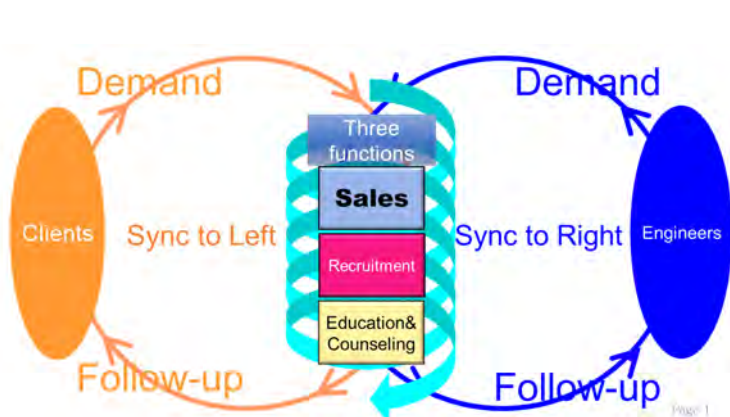 Demand
Demand
Three
functions
Sales
Clients
Sync to Left
Sync to Right
Engineers
Recruitment
Education&
Counseling
Follow-up
Follow-up
Page 1